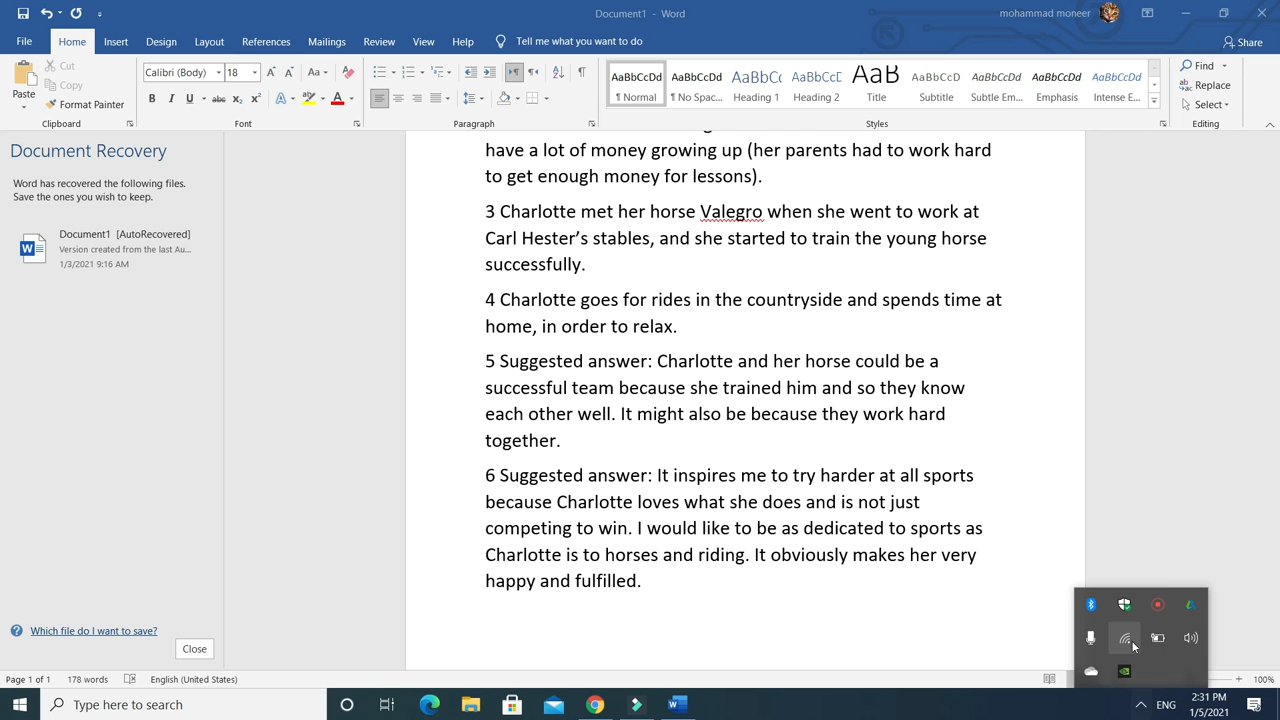 Document1 - Word
mohammad moneer
File Home Insert Design Layout References Mailings Review View Help Tell me what you want to do Share
Paste
Cut
Copy
Format Painter
Clipboard
Calibri (Body) 18
Font
Paragraph
AaBbCcDd AaBbCcDd AaBbCc AaBbCcC AaB AaBbCcD AaBbCcDd AaBbCcDd AaBbCcDd
¶ Normal ¶ No Spac... Heading 1 Heading 2 Title Subtitle Subtle Em... Emphasis Intense E...
Styles
Find
Replace
Select
Editing
Document Recovery
Word has recovered the following files.
Save the ones you wish to keep.
Document1 [AutoRecovered]
Version created from the last Au...
1/3/2021 9:16 AM
Which file do I want to save?
Close
have a lot of money growing up (her parents had to work hard
to get enough money for lessons).
3 Charlotte met her horse Valegro when she went to work at
Carl Hester’s stables, and she started to train the young horse
successfully.
4 Charlotte goes for rides in the countryside and spends time at
home, in order to relax.
5 Suggested answer: Charlotte and her horse could be a
successful team because she trained him and so they know
each other well. It might also be because they work hard
together.
6 Suggested answer: It inspires me to try harder at all sports
because Charlotte loves what she does and is not just
competing to win. I would like to be as dedicated to sports as
Charlotte is to horses and riding. It obviously makes her very
happy and fulfilled.
Page 1 of 1 178 words English (United States) 100%
Type here to search
ENG
2:31 PM
1/5/2021